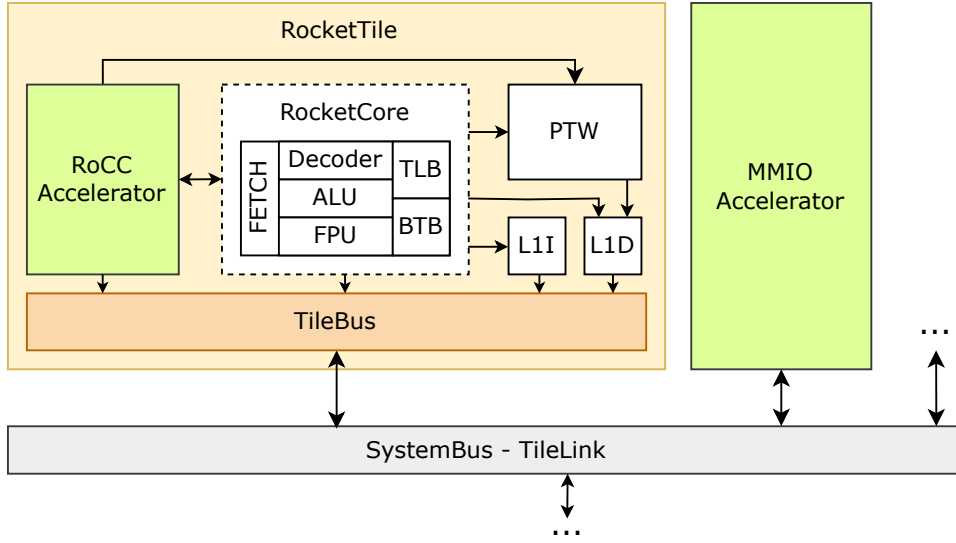 RocketTile
RoCC
Accelerator
RocketCore
FETCH
Decoder
ALU
FPU
TLB
BTB
PTW
L1I
L1D
TileBus
MMIO
Accelerator
...
SystemBus - TileLink
...